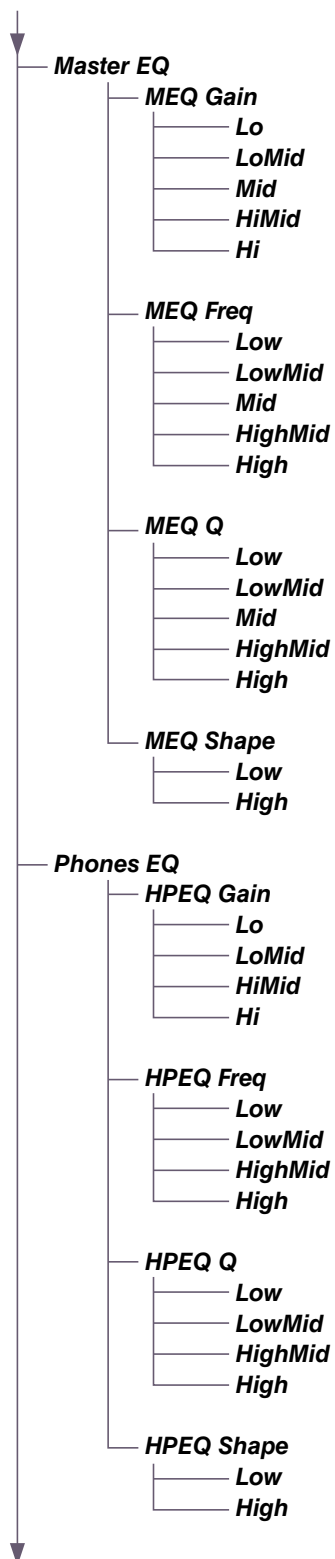 Master EQ
MEQ Gain
Lo
LoMid
Mid
HiMid
Hi
MEQ Freq
Low
LowMid
Mid
HighMid
High
MEQ Q
Low
LowMid
Mid
HighMid
High
MEQ Shape
Low
High
Phones EQ
HPEQ Gain
Lo
LoMid
HiMid
Hi
HPEQ Freq
Low
LowMid
HighMid
High
HPEQ Q
Low
LowMid
HighMid
High
HPEQ Shape
Low
High